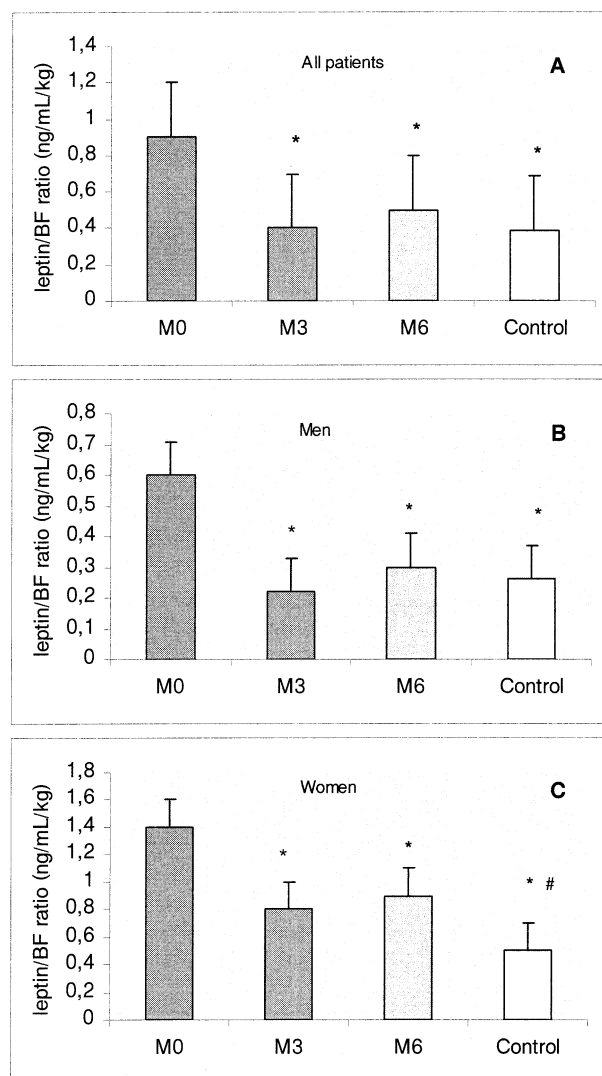 1,4
All patients
A
1,2
1
0,8
0,6
0,4
0,2
0
leptin/BF ratio (ng/mL/kg)
* * *
M0 M3 M6 Control
0,8
Men
B
0,7
0,6
0,5
0,4
0,3
0,2
0,1
0
leptin/BF ratio (ng/mL/kg)
* * *
M0 M3 M6 Control
1,8
Women
C
1,6
1,4
1,2
1
0,8
0,6
0,4
0,2
0
leptin/BF ratio (ng/mL/kg)
* * * #
M0 M3 M6 Control